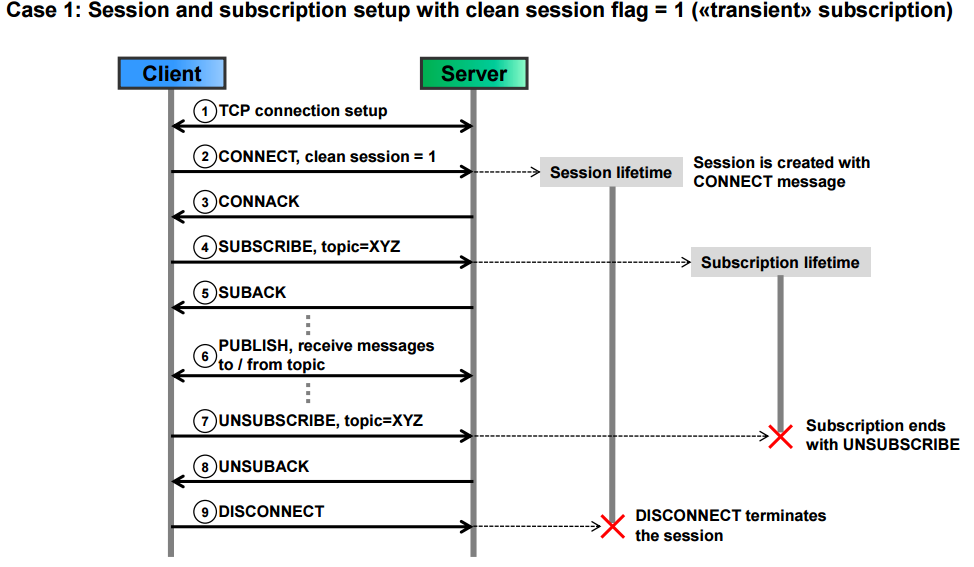 Case 1: Session and subscription setup with clean session flag = 1 («transient» subscription)
Client
Server
1 TCP connection setup
2 CONNECT, clean session = 1
Session lifetime
Session is created with
CONNECT message
3 CONNACK
4 SUBSCRIBE, topic=XYZ
Subscription lifetime
5 SUBACK
6 PUBLISH, receive messages
to / from topic
7 UNSUBSCRIBE, topic=XYZ
Subscription ends
with UNSUBSCRIBE
8 UNSUBACK
9 DISCONNECT
DISCONNECT terminates
the session